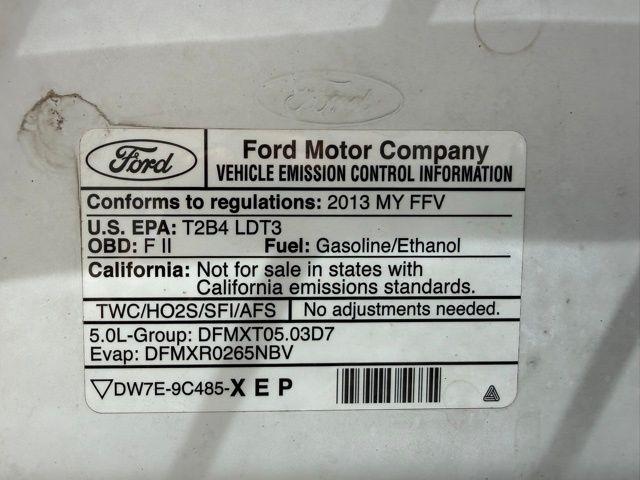 Ford
Ford
Ford Motor Company
VEHICLE EMISSION CONTROL INFORMATION
Conforms to regulations: 2013 MY FFV
U.S. EPA: T2B4 LDT3
OBD: F II Fuel: Gasoline/Ethanol
California: Not for sale in states with
California emissions standards.
TWC/HO2S/SFI/AFS No adjustments needed.
5.0L-Group: DFMXT05.03D7
Evap: DFMXR0265NBV
DW7E-9C485-XEP